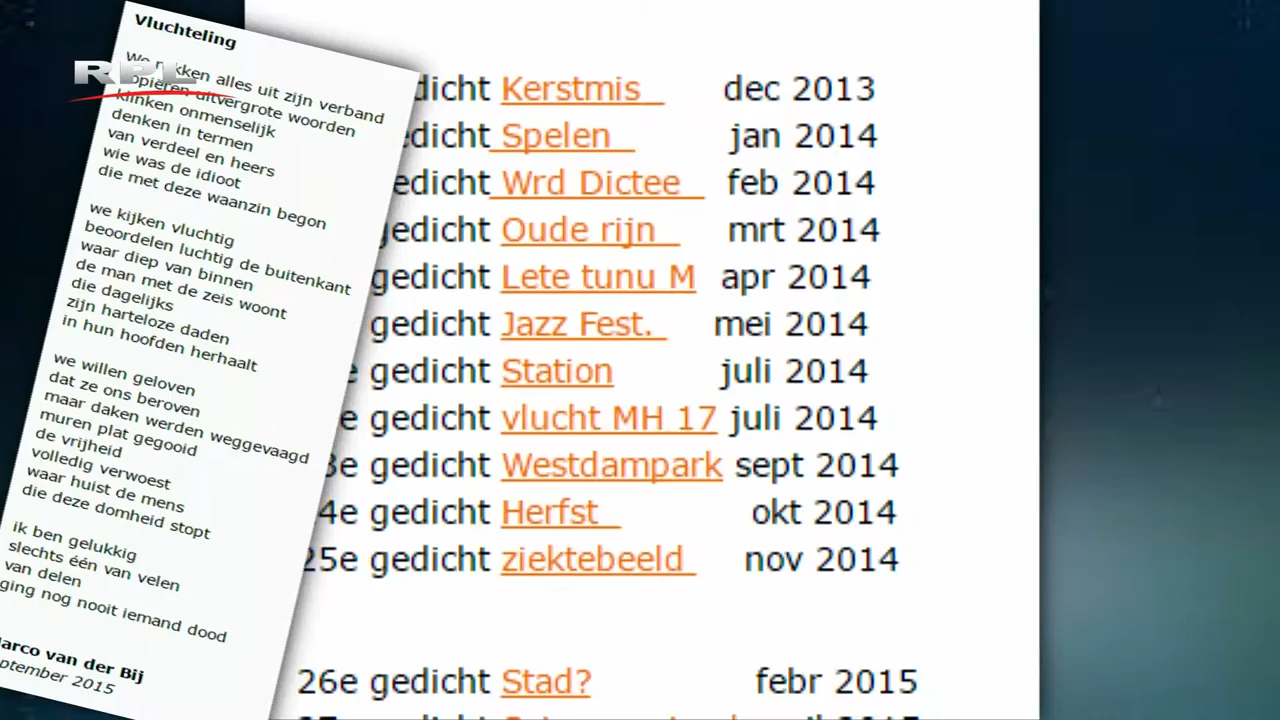 Vluchteling
We rukken alles uit zijn verband
kopiëren uitvergrote woorden
klinken onmenselijk
denken in termen
van verdeel en heers
wie was de idioot
die met deze waanzin begon
we kijken vluchtig
beoordelen luchtig de buitenkant
waar diep van binnen
de man met de zeis woont
die dagelijks
zijn harteloze daden
in hun hoofden herhaalt
we willen geloven
dat ze ons beroven
maar daken werden weggevaagd
muren plat gegooid
de vrijheid
volledig verwoest
waar huist de mens
die deze domheid stopt
ik ben gelukkig
slechts één van velen
van delen
ging nog nooit iemand dood
arco van der Bij
ptember 2015
RPL
dicht Kerstmis dec 2013
edicht Spelen jan 2014
edicht Wrd Dictee feb 2014
gedicht Oude rijn mrt 2014
gedicht Lete tunu M apr 2014
gedicht Jazz Fest. mei 2014
e gedicht Station juli 2014
e gedicht vlucht MH 17 juli 2014
3e gedicht Westdampark sept 2014
4e gedicht Herfst okt 2014
25e gedicht ziektebeeld nov 2014
26e gedicht Stad? febr 2015